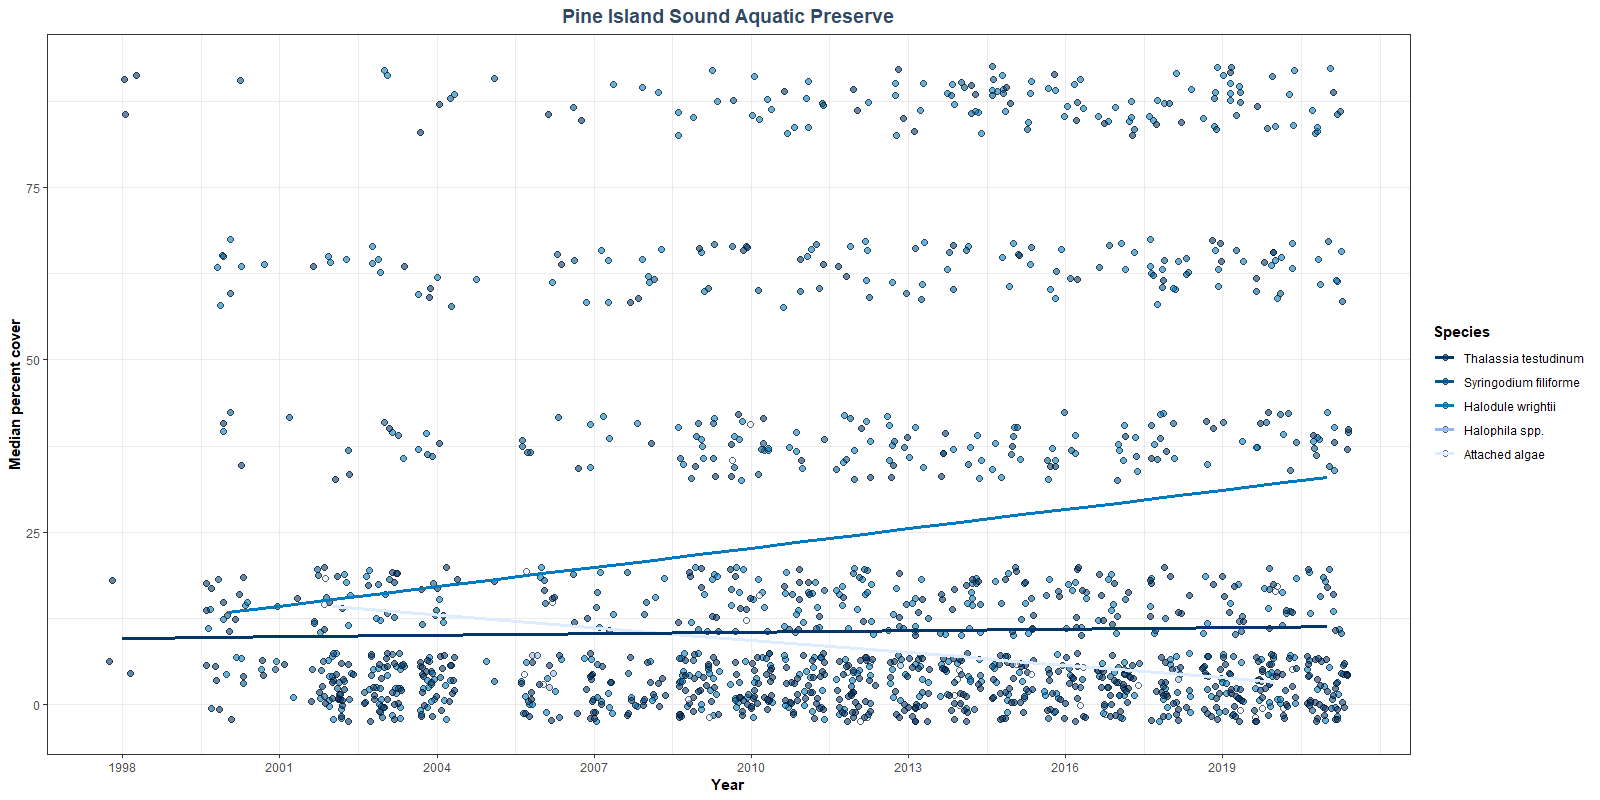 Pine Island Sound Aquatic Preserve
Median percent cover
75
50
25
0
1998 2001 2004 2007 2010 2013 2016 2019
Year
Species
Thalassia testudinum
Syringodium filiforme
Halodule wrightii
Halophila spp.
Attached algae